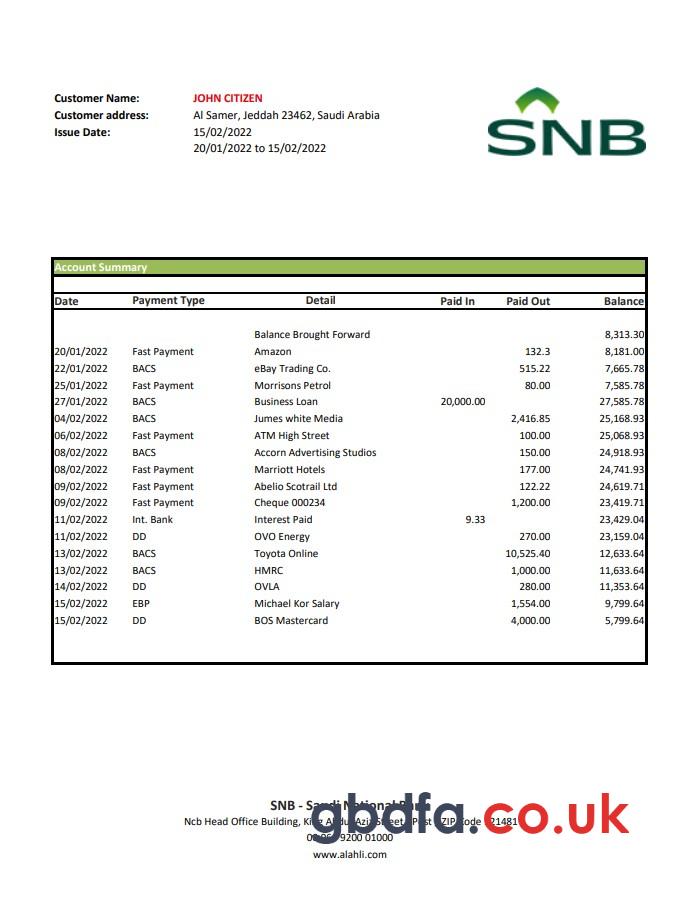 Customer Name: JOHN CITIZEN
Customer address: Al Samer, Jeddah 23462, Saudi Arabia
Issue Date: 15/02/2022
20/01/2022 to 15/02/2022
SNB
Account Summary
Date Payment Type Detail Paid In Paid Out Balance
Balance Brought Forward 8,313.30
20/01/2022 Fast Payment Amazon 132.3 8,181.00
22/01/2022 BACS eBay Trading Co. 515.22 7,665.78
25/01/2022 Fast Payment Morrisons Petrol 80.00 7,585.78
27/01/2022 BACS Business Loan 20,000.00 27,585.78
04/02/2022 BACS Jumes white Media 2,416.85 25,168.93
06/02/2022 Fast Payment ATM High Street 100.00 25,068.93
08/02/2022 BACS Accorn Advertising Studios 150.00 24,918.93
08/02/2022 Fast Payment Marriott Hotels 177.00 24,741.93
09/02/2022 Fast Payment Abelio Scotrail Ltd 122.22 24,619.71
09/02/2022 Fast Payment Cheque 000234 1,200.00 23,419.71
11/02/2022 Int. Bank Interest Paid 9.33 23,429.04
11/02/2022 DD OVO Energy 270.00 23,159.04
13/02/2022 BACS Toyota Online 10,525.40 12,633.64
13/02/2022 BACS HMRC 1,000.00 11,633.64
14/02/2022 DD OVLA 280.00 11,353.64
15/02/2022 EBP Michael Kor Salary 1,554.00 9,799.64
15/02/2022 DD BOS Mastercard 4,000.00 5,799.64
SNB - Saudi National Bank
gbdfa.co.uk
Ncb Head Office Building, King Street, Post ZIP Code 21481
9200 01000
www.alahli.com